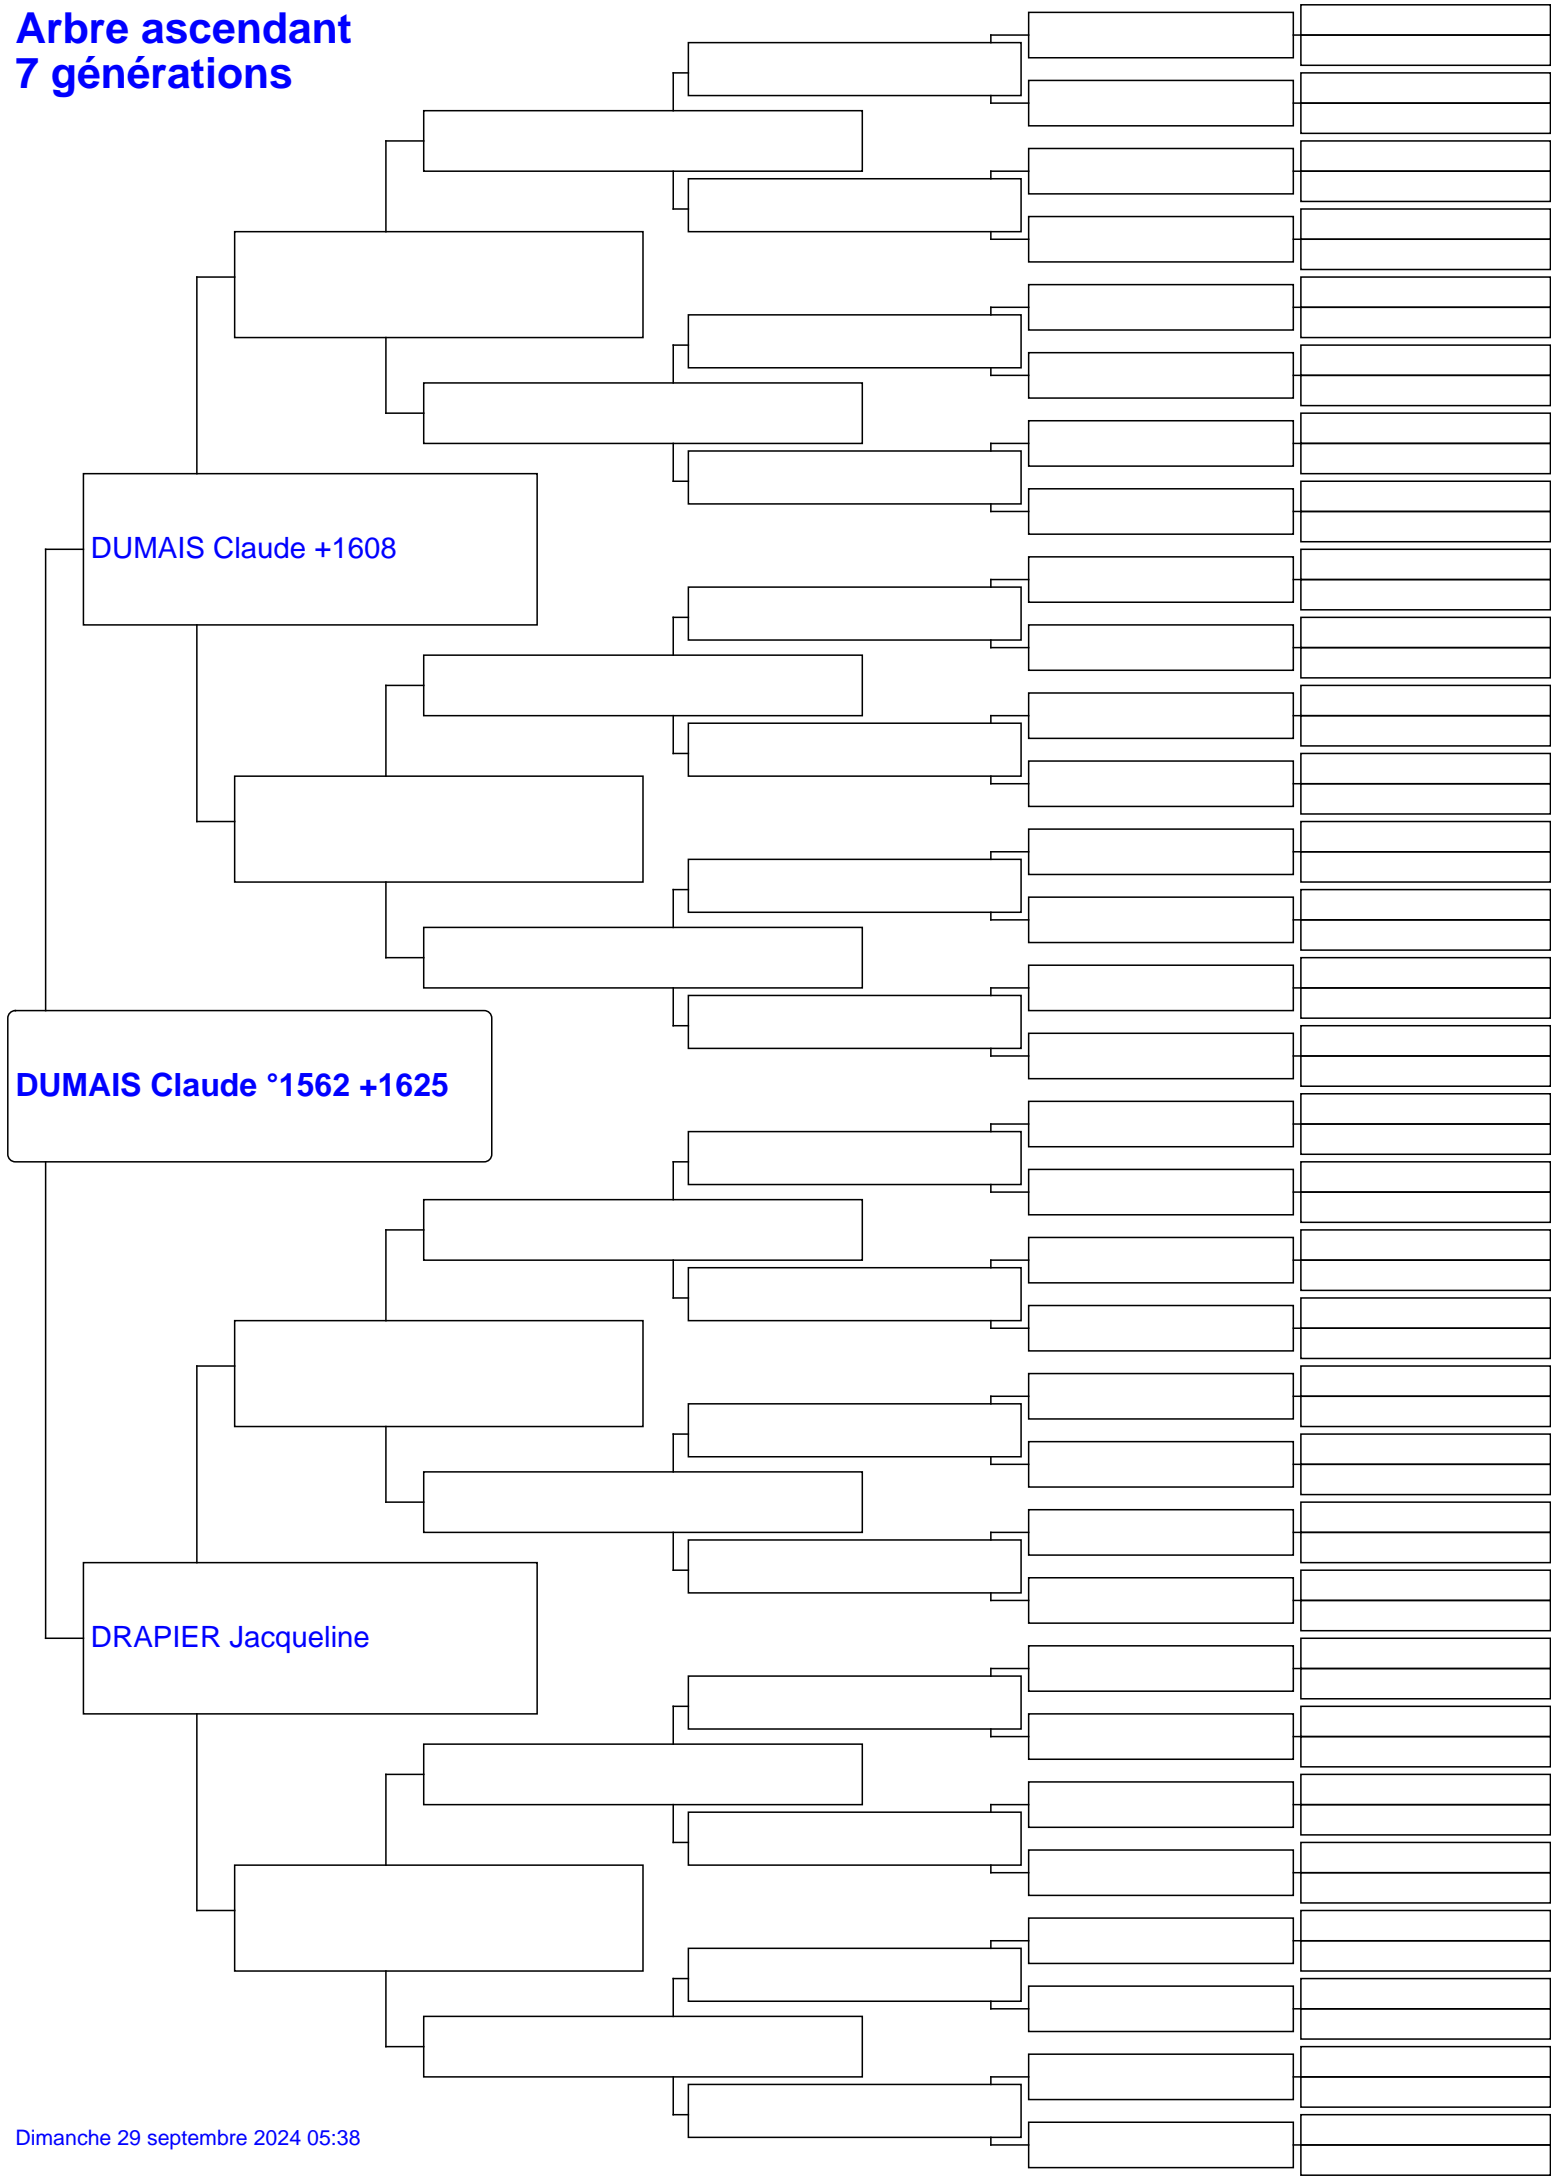 Arbre ascendant
7 générations
DUMAIS Claude +1608
DUMAIS Claude °1562 +1625
DRAPIER Jacqueline
Dimanche 29 septembre 2024 05:38